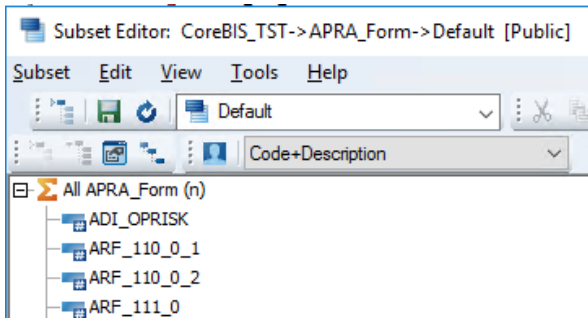 Subset Editor: CoreBIS_TST->APRA_Form->Default [Public]
Subset Edit View Tools Help
Default
Code+Description
All APRA_Form (n)
ADI_OPRISK
ARF_110_0_1
ARF_110_0_2
ARF_111_0